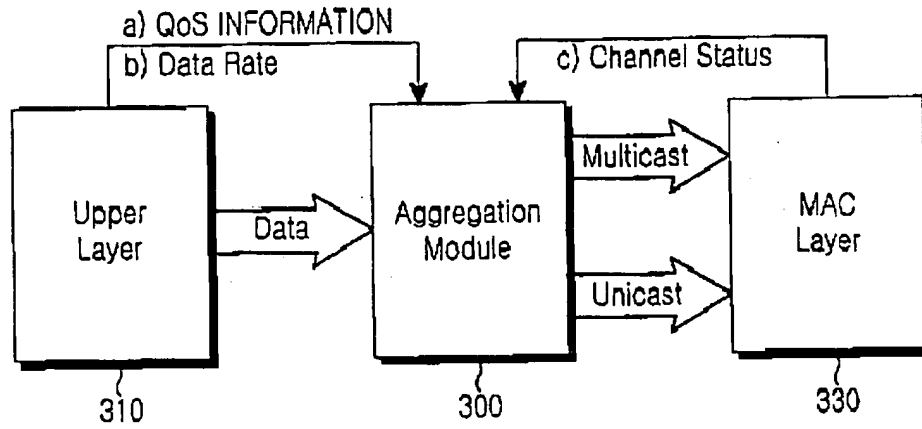 a) QoS INFORMATION
b) Data Rate
c) Channel Status
Upper
Layer
Data
Aggregation
Module
Multicast
Unicast
MAC
Layer
310
300
330